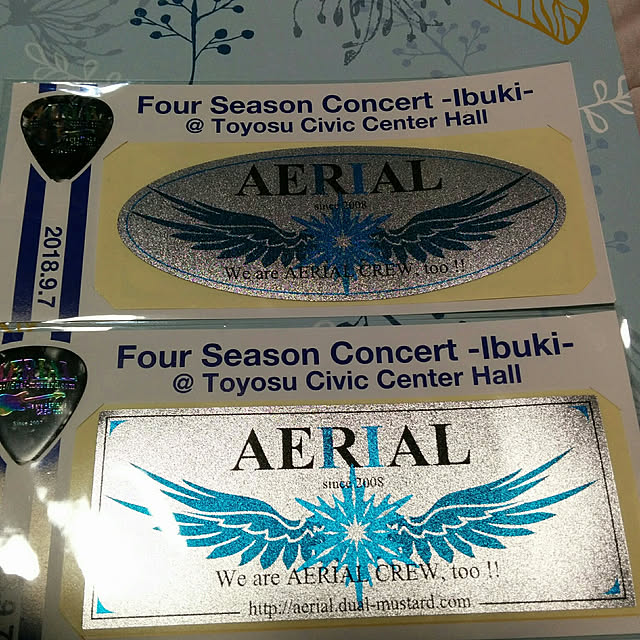 Four Season Concert -Ibuki-
@ Toyosu Civic Center Hall
2018.9.7
AERIAL
since 2008
We are AERIAL CREW, too !!
Four Season Concert -Ibuki-
@ Toyosu Civic Center Hall
AERIAL
AERIAL
since 2008
We are AERIAL CREW, too !!
http://aerial.dual-mustard.com